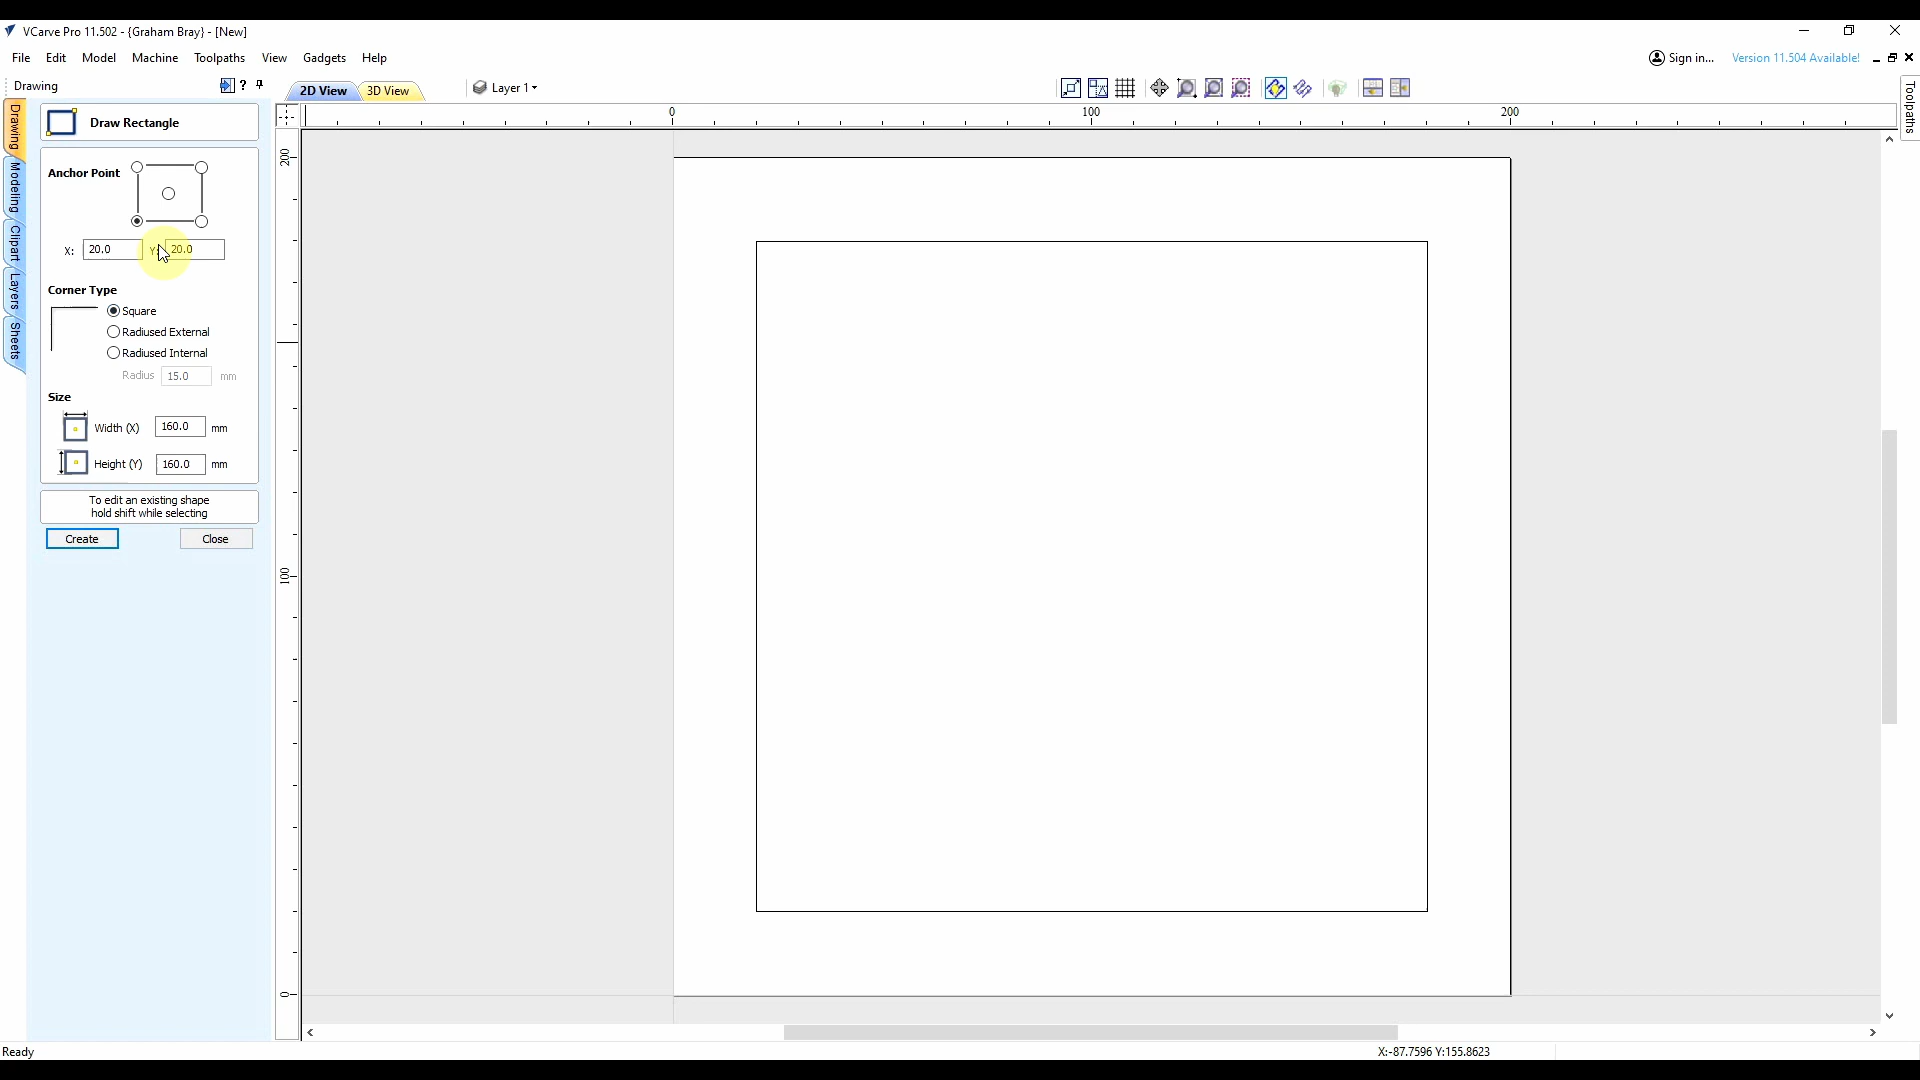 VCarve Pro 11.502 - {Graham Bray} - [New]
File Edit Model Machine Toolpaths View Gadgets Help
Sign in... Version 11.504 Available!
Drawing
?
2D View 3D View
Layer 1
Toolpaths
Drawing
Modeling
Clipart
Layers
Sheets
Draw Rectangle
Anchor Point
X: 20.0 Y: 20.0
Corner Type
Square
Radiused External
Radiused Internal
Radius 15.0 mm
Size
Width (X) 160.0 mm
Height (Y) 160.0 mm
To edit an existing shape
hold shift while selecting
Create Close
0 100 200
200
100
0
Ready
X:-87.7596 Y:155.8623